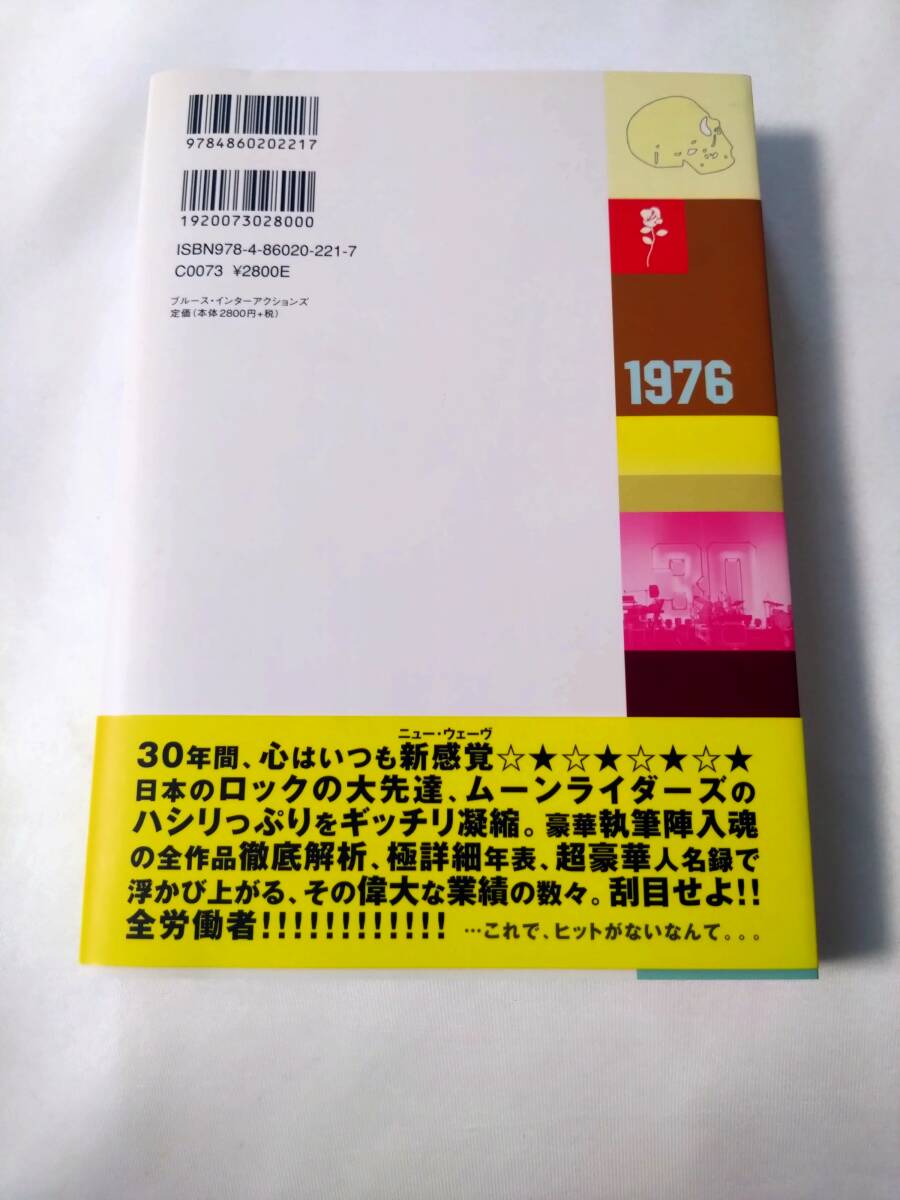 9784860202217
1920073028000
ISBN978-4-86020-221-7
C0073 ¥2800E
ブルース・インターアクションズ
定価(本体2800円+税)
1976
30
ニュー・ウェーヴ
30年間、心はいつも新感覚☆★☆★☆★☆★
日本のロックの大先達、ムーンライダーズの
ハシリっぷりをギッチリ凝縮。豪華執筆陣入魂
の全作品徹底解析、極詳細年表、超豪華人名録で
浮かび上がる、その偉大な業績の数々。刮目せよ!!
全労働者!!!!!!!!!!!! …これで、ヒットがないなんて。。。